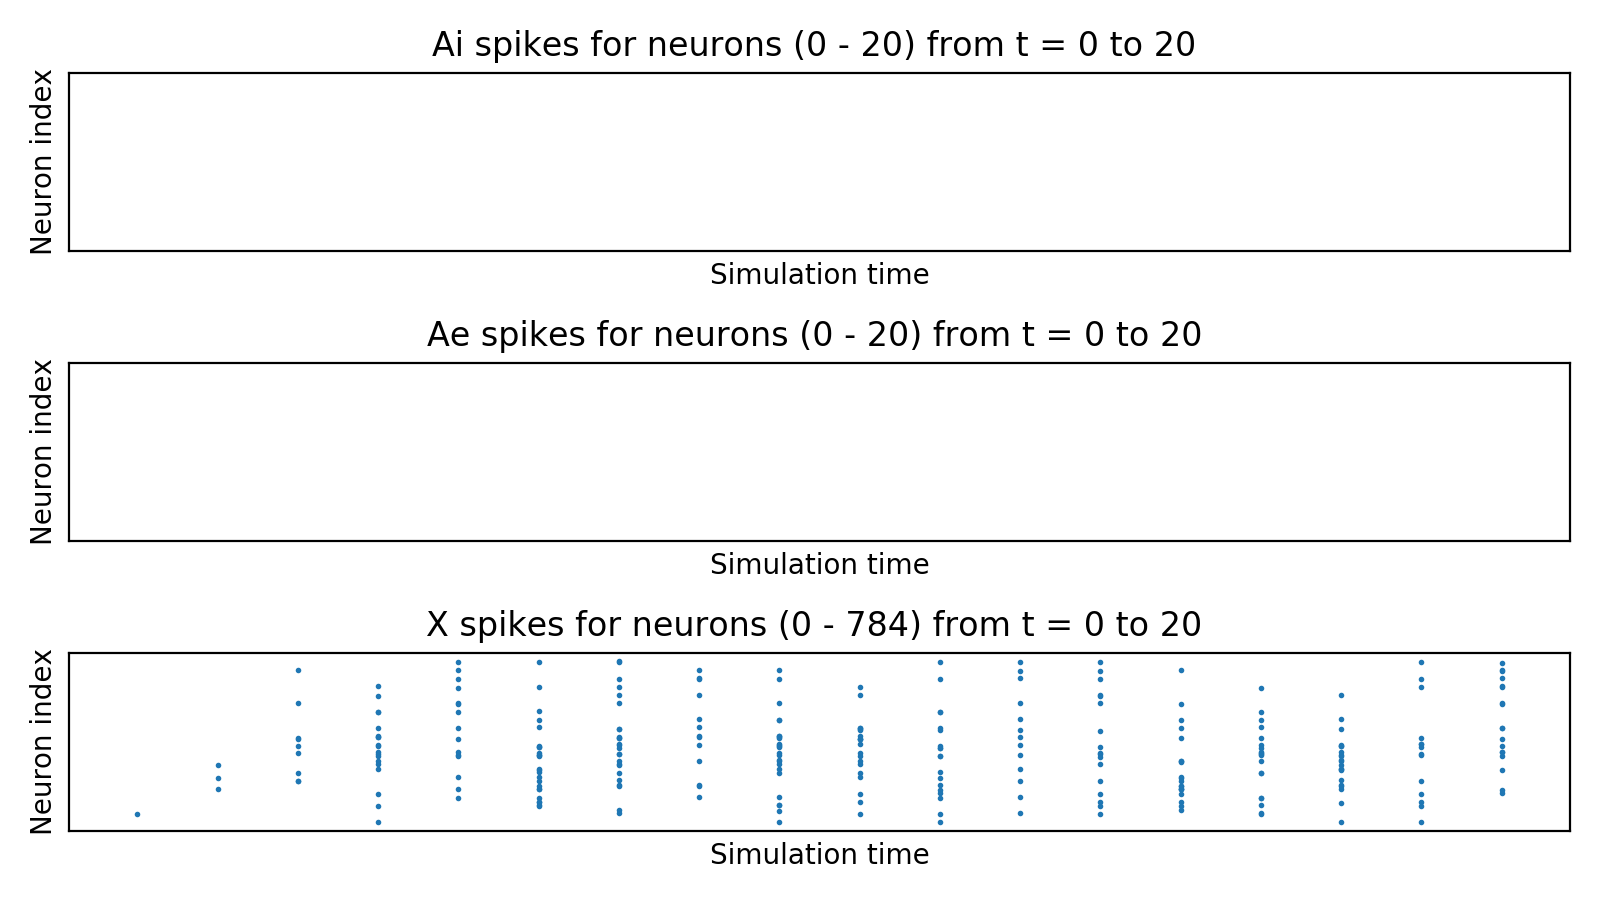 Ai spikes for neurons (0 - 20) from t = 0 to 20
Neuron index
Simulation time
Ae spikes for neurons (0 - 20) from t = 0 to 20
Neuron index
Simulation time
X spikes for neurons (0 - 784) from t = 0 to 20
Neuron index
Simulation time